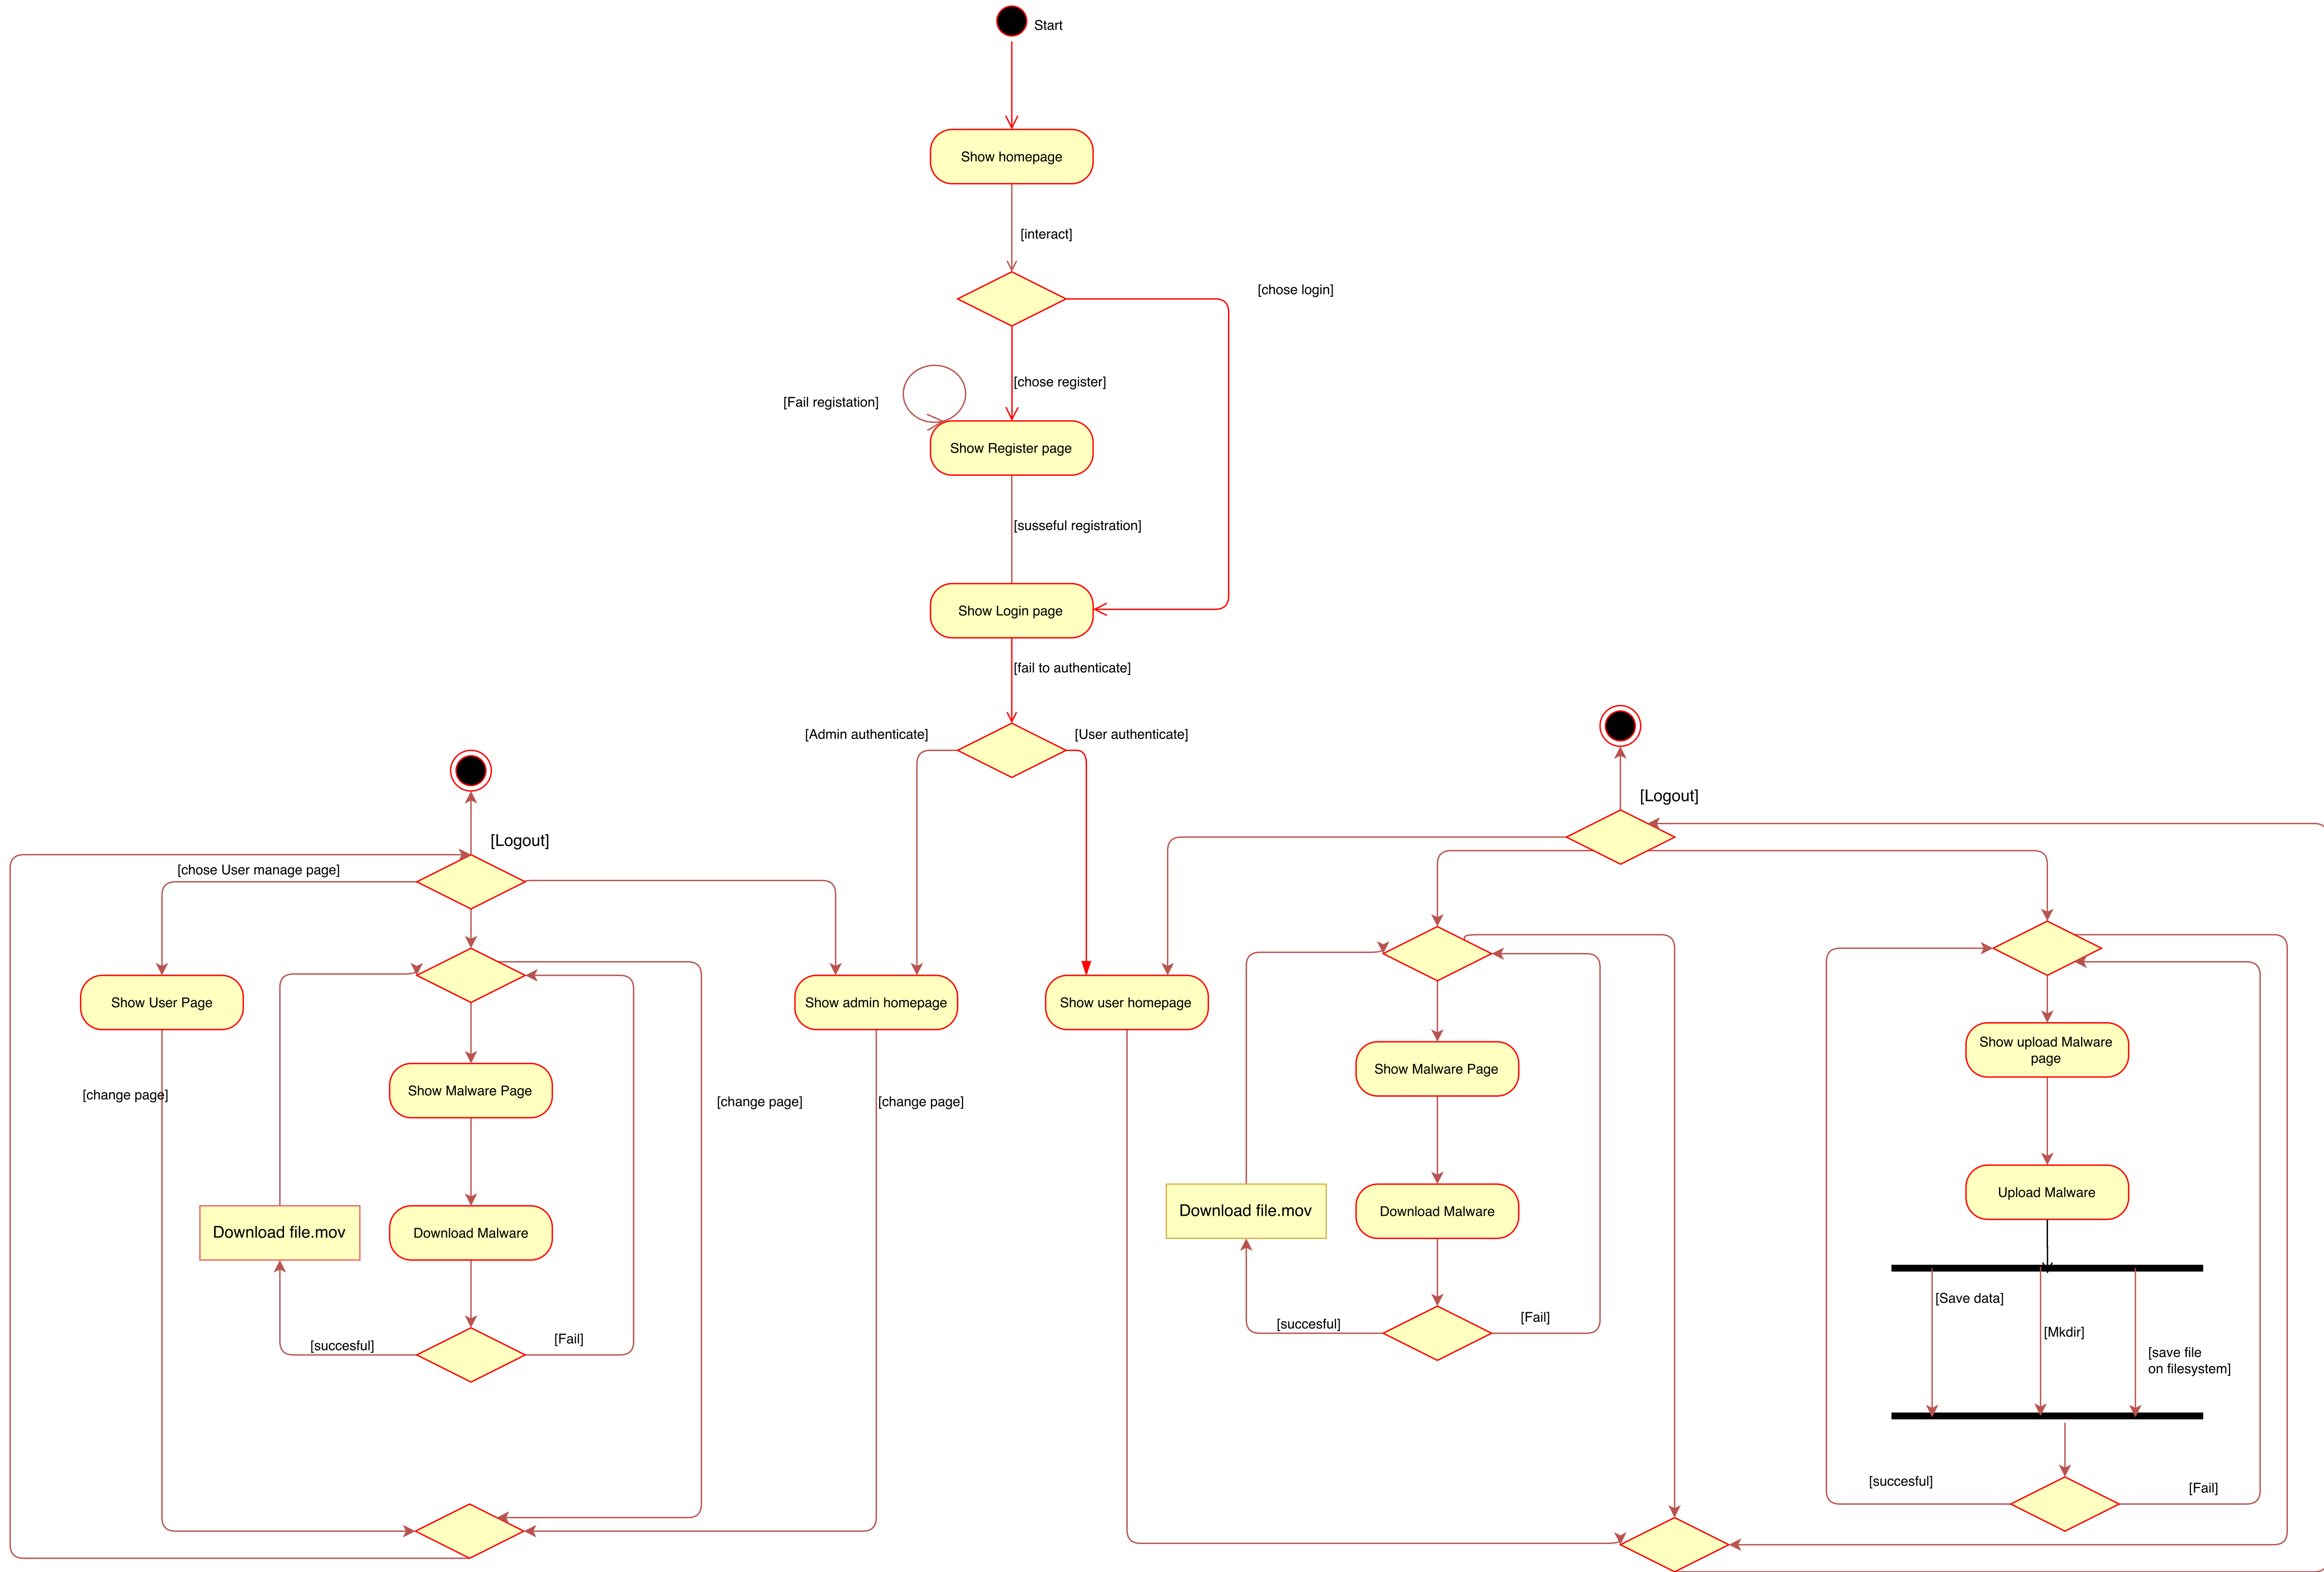 Start
Show homepage
[interact]
[chose login]
[chose register]
[Fail registation]
Show Register page
[susseful registration]
Show Login page
[fail to authenticate]
[Admin authenticate]
[User authenticate]
[Logout]
[chose User manage page]
Show User Page
Show admin homepage
Show Malware Page
[change page]
[change page]
[change page]
Download file.mov
Download Malware
[succesful]
[Fail]
[Logout]
Show user homepage
Show Malware Page
Download file.mov
Download Malware
[succesful]
[Fail]
Show upload Malware
page
Upload Malware
[Save data]
[Mkdir]
[save file
on filesystem]
[succesful]
[Fail]